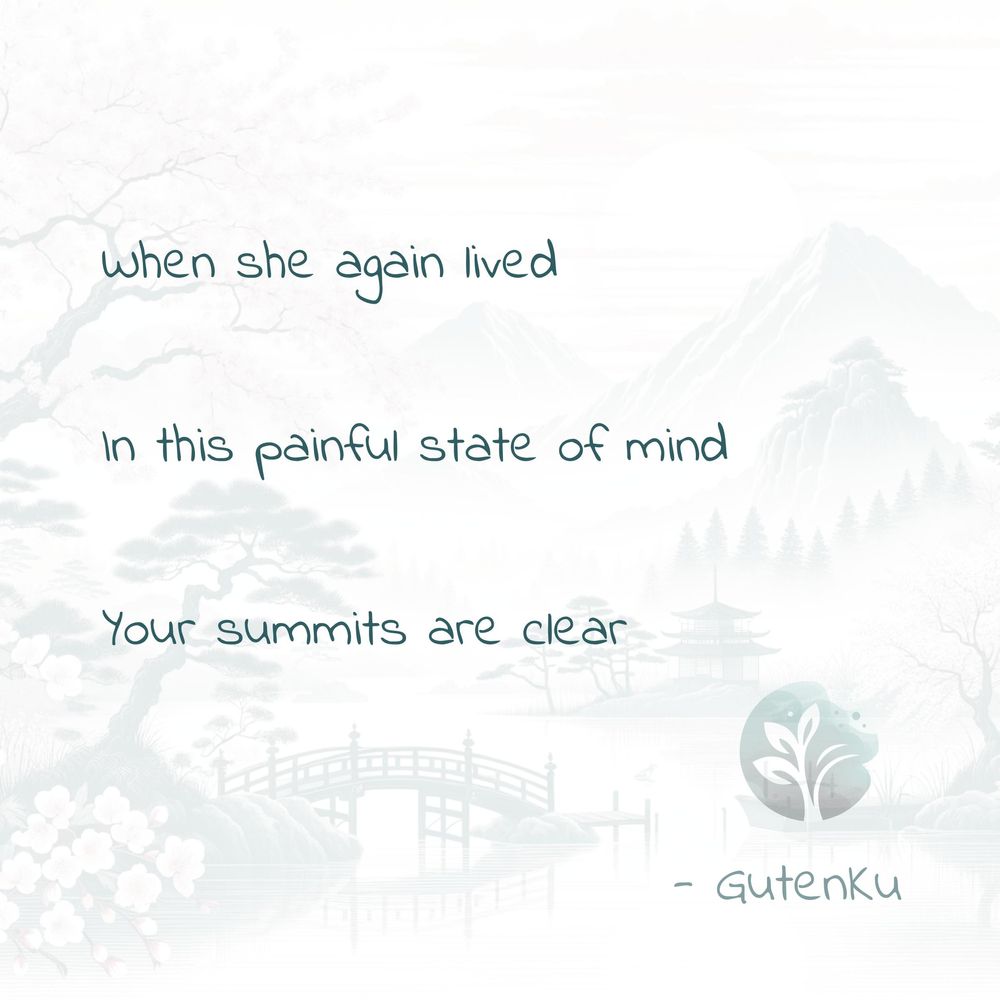 When she again lived
In this painful state of mind
Your summits are clear
- GutenKu